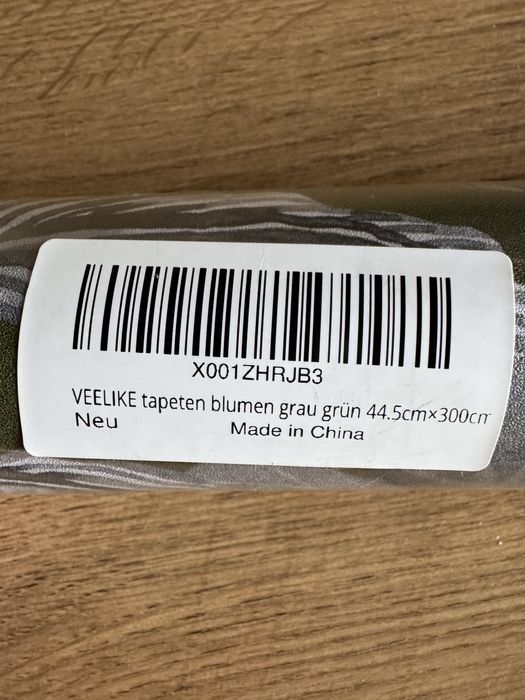 X001ZHRJB3
VEELIKE tapeten blumen grau grün 44.5cm×300cm
Neu
Made in China